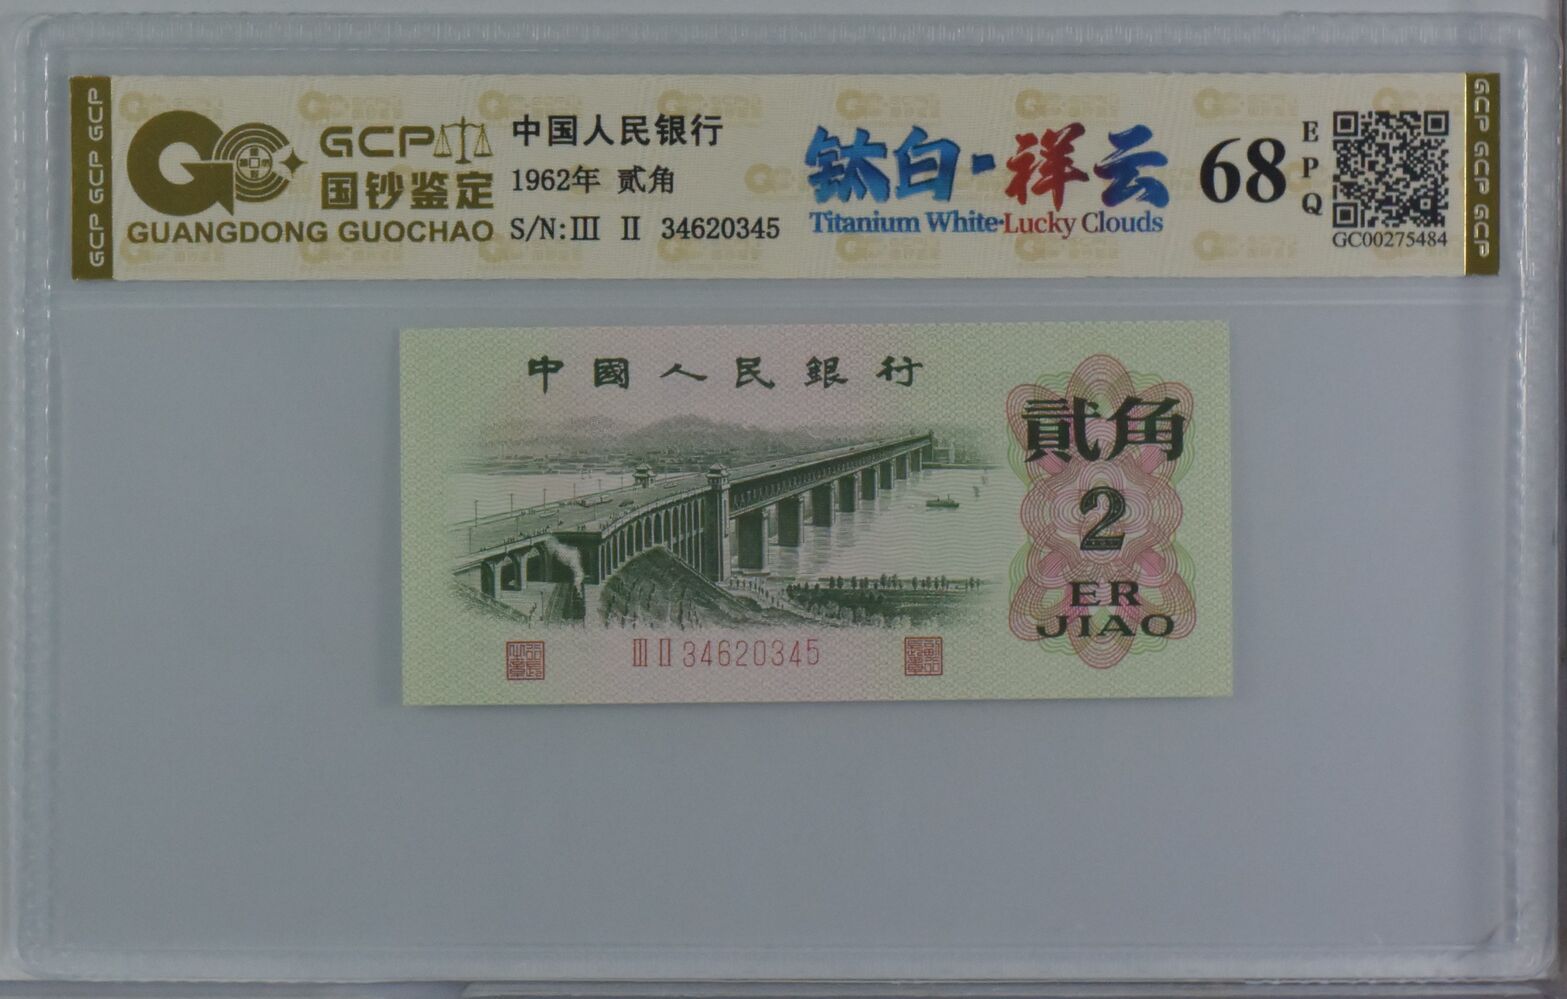 GCP GCP GCP
GCP
国钞鉴定
GUANGDONG GUOCHAO
中国人民银行
1962年 贰角
S/N:Ⅲ Ⅱ 34620345
钛白·祥云
Titanium White·Lucky Clouds
68
EPQ
GC00275484
GCP GCP GCP
中國人民銀行
貳角
2
ER
JIAO
Ⅲ Ⅱ 34620345